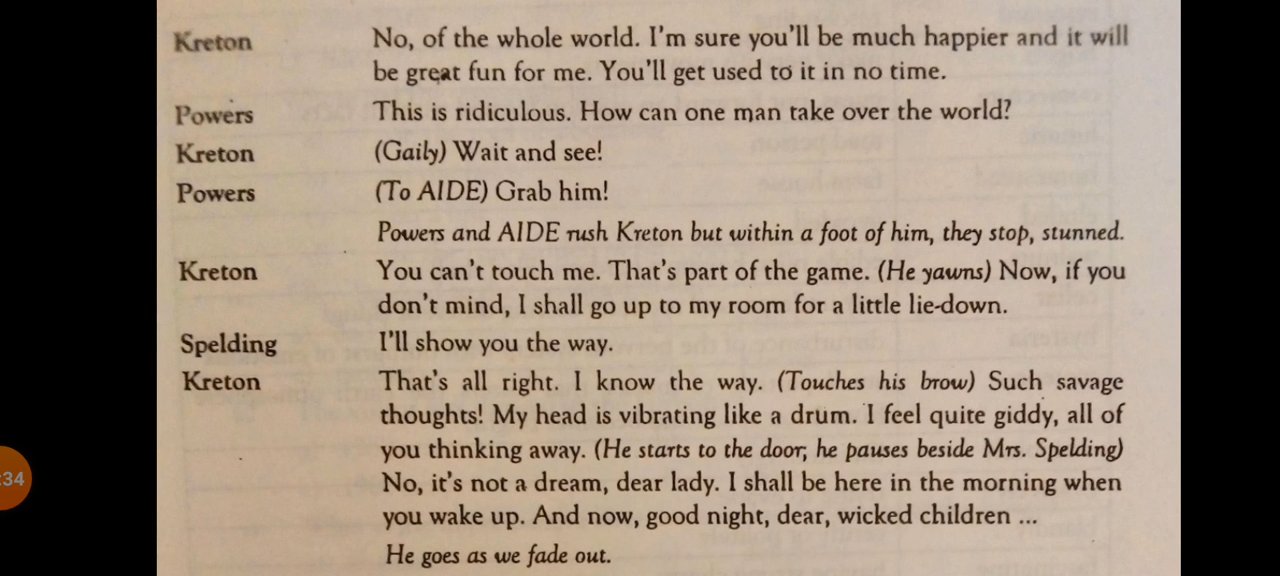 Kreton No, of the whole world. I'm sure you'll be much happier and it will
be great fun for me. You'll get used to it in no time.
Powers This is ridiculous. How can one man take over the world?
Kreton (Gaily) Wait and see!
Powers (To AIDE) Grab him!
Powers and AIDE rush Kreton but within a foot of him, they stop, stunned.
Kreton You can't touch me. That's part of the game. (He yawns) Now, if you
don't mind, I shall go up to my room for a little lie-down.
Spelding I'll show you the way.
Kreton That's all right. I know the way. (Touches his brow) Such savage
thoughts! My head is vibrating like a drum. I feel quite giddy, all of
you thinking away. (He starts to the door; he pauses beside Mrs. Spelding)
No, it's not a dream, dear lady. I shall be here in the morning when
you wake up. And now, good night, dear, wicked children ...
He goes as we fade out.
:34